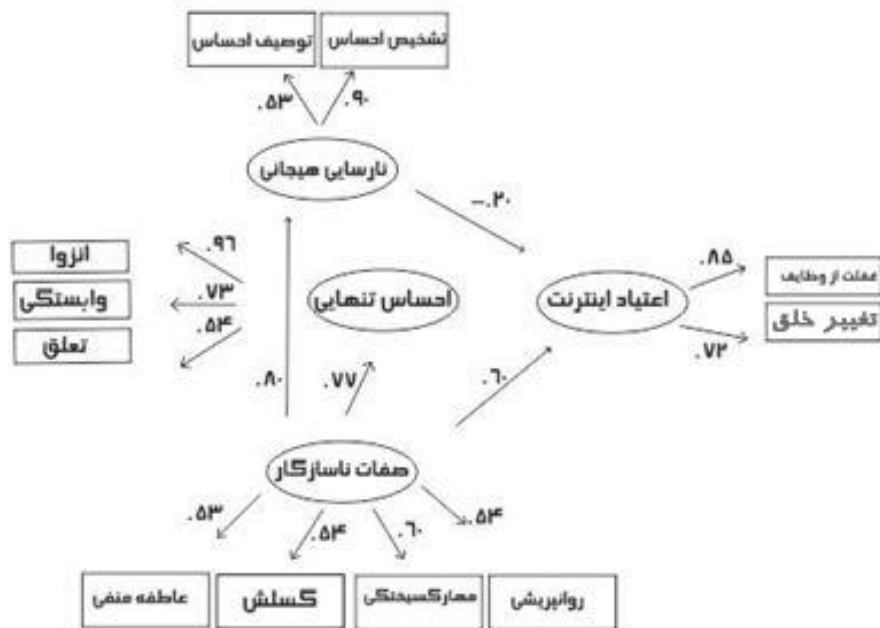 تشخیص احساس
توصیف احساس
.۹۰
.۵۳
نارسایی هیجانی
-.۲۰
انزوا
.۹۶
وابستگی
.۷۳
تعلق
.۵۴
احساس تنهایی
اعتیاد اینترنت
.۸۵
غفلت از وظایف
تغییر خلق
.۷۲
.۸۰
.۷۷
.۶۰
صفات ناسازگار
.۵۳
.۵۴
.۶۰
.۵۴
روانپریشی
مهارگسیختگی
گسلش
عاطفه منفی